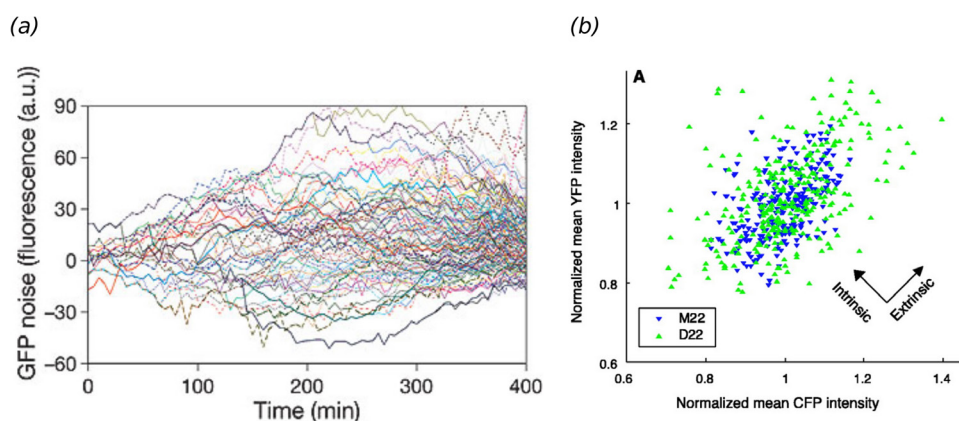 (a)
GFP noise (fluorescence (a.u.))
90
60
30
0
−30
−60
0
100
200
300
400
Time (min)
(b)
A
Normalized mean YFP intensity
1.2
1
0.8
0.6
Intrinsic
Extrinsic
M22
D22
0.6
0.8
1
1.2
1.4
Normalized mean CFP intensity